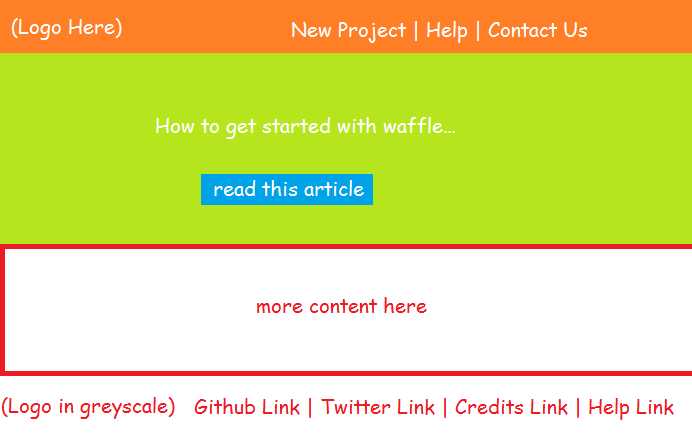 (Logo Here) New Project | Help | Contact Us
How to get started with waffle...
read this article
more content here
(Logo in greyscale) Github Link | Twitter Link | Credits Link | Help Link